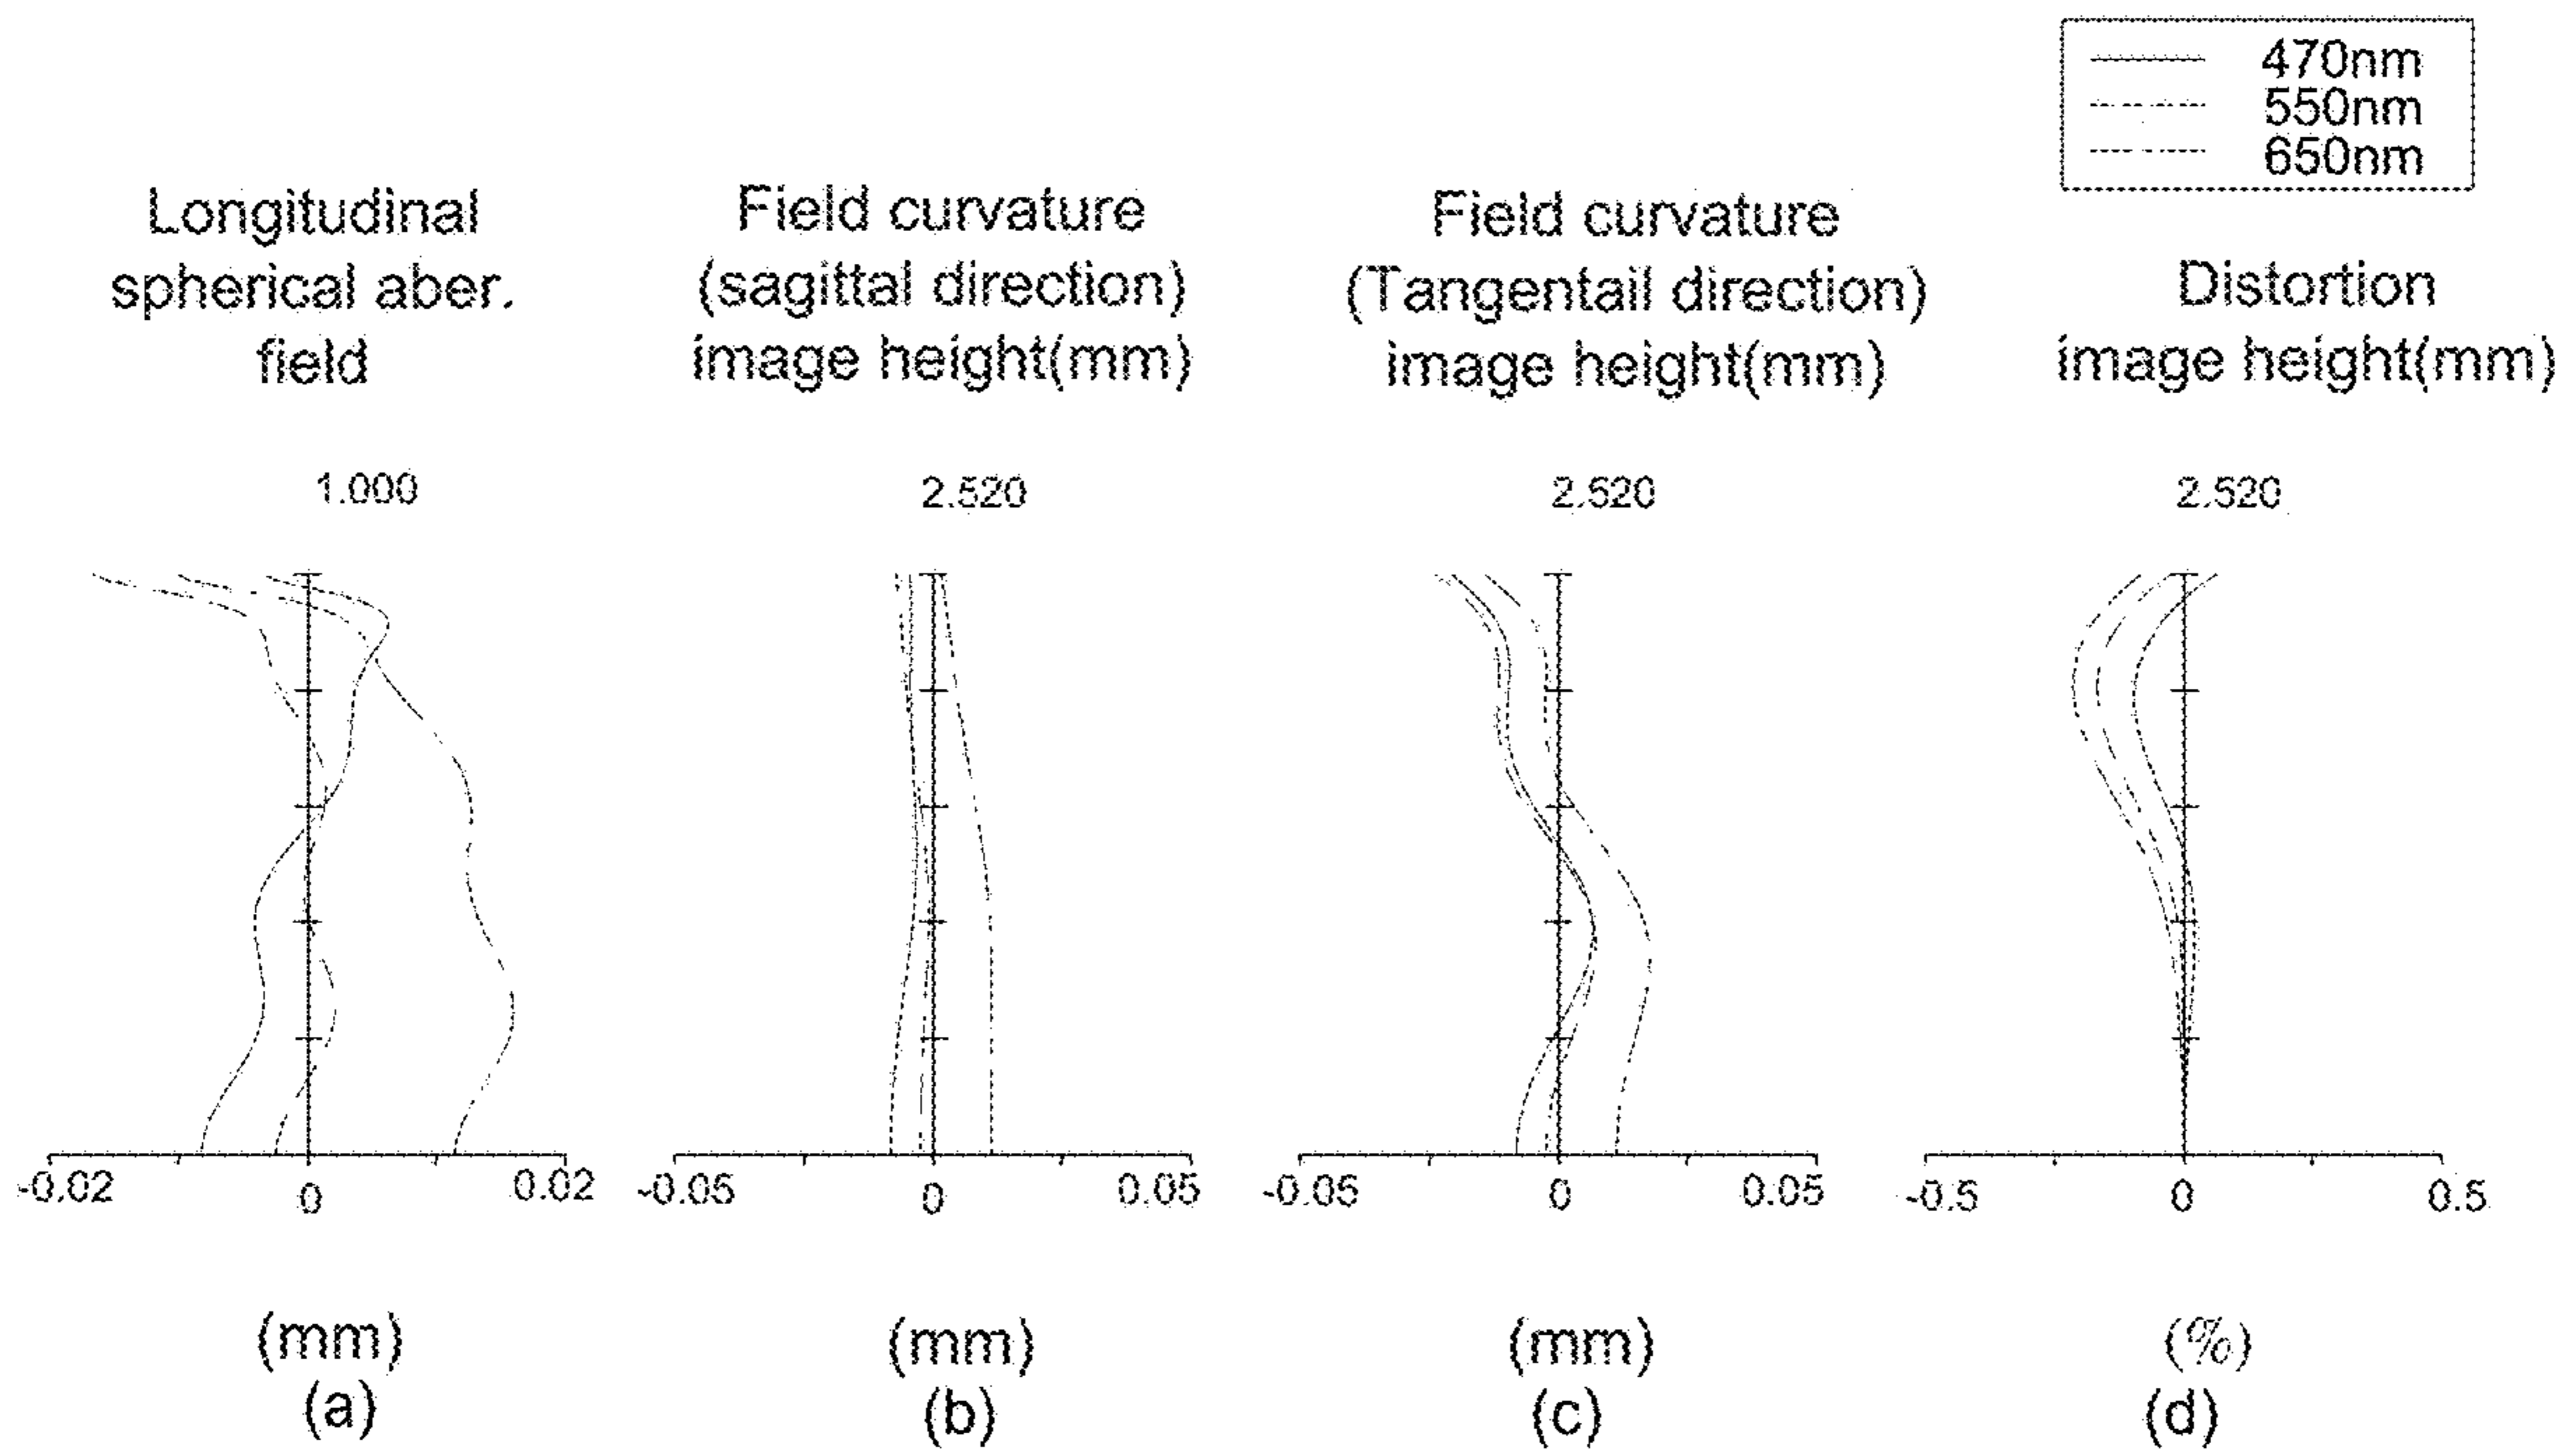 470nm
550nm
650nm
Longitudinal
spherical aber.
field
Field curvature
(sagittal direction)
image height(mm)
Field curvature
(Tangentail direction)
image height(mm)
Distortion
image height(mm)
1.000
2.520
2.520
2.520
-0.02
0
0.02
-0.05
0
0.05
-0.05
0
0.05
-0.5
0
0.5
(mm)
(mm)
(mm)
(%)
(a)
(b)
(c)
(d)